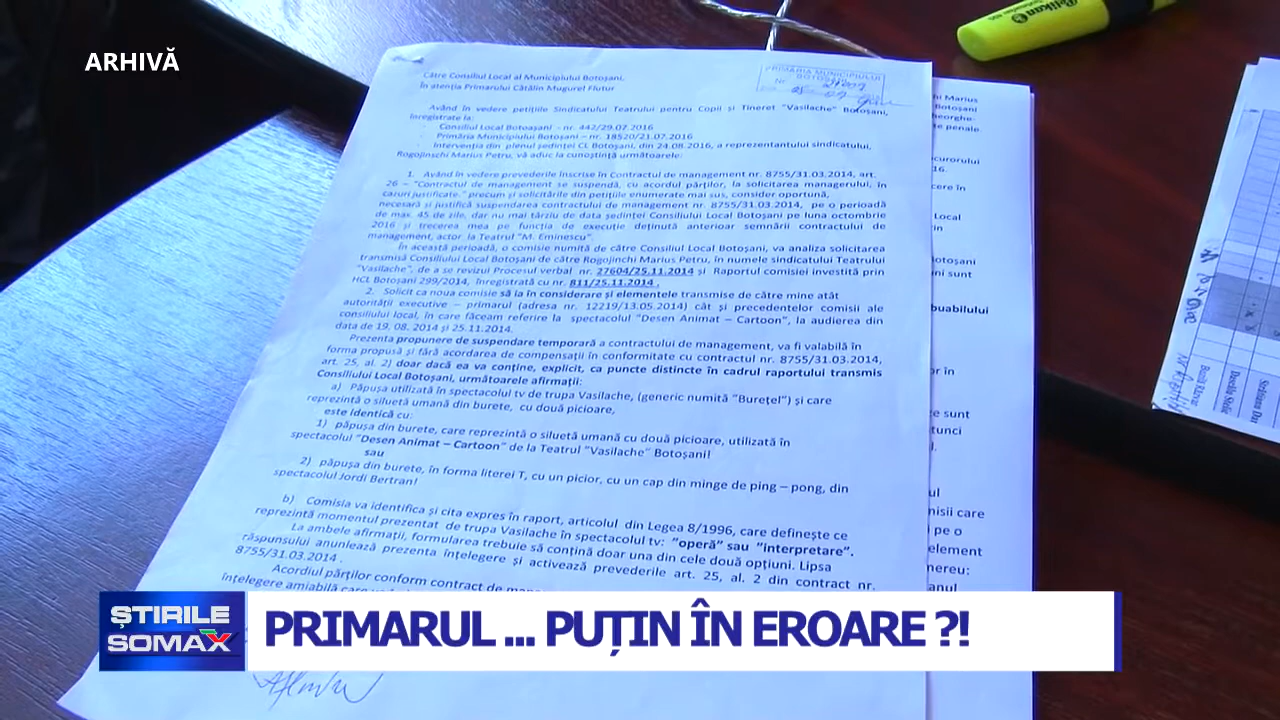 ARHIVĂ
Pelikan
PRIMĂRIA MUNICIPIULUI
BOTOȘANI
Către Consiliul Local al Municipiului Botoșani,
În atenția Primarului Cătălin Mugurel Flutur
Având în vedere petițiile Sindicatului Teatrului pentru Copii și Tineret "Vasilache" Botoșani,
înregistrate la:
Consiliul Local Botoașani – nr. 442/29.07.2016
Primăria Municipiului Botoșani – nr. 18520/21.07.2016
Intervenția din plenul ședinței CL Botoșani, din 24.08.2016, a reprezentantului sindicatului,
Rogojinschi Marius Petru, vă aduc la cunoștință următoarele:
1. Având în vedere prevederile înscrise în Contractul de management nr. 8755/31.03.2014, art.
26 – "Contractul de management se suspendă, cu acordul părților, la solicitarea managerului, în
cazuri justificate." precum și solicitările din petițiile enumerate mai sus, consider oportună,
necesară și justifică suspendarea contractului de management nr. 8755/31.03.2014, pe o perioadă
de max. 45 de zile, dar nu mai târziu de data ședinței Consiliului Local Botoșani pe luna octombrie
2016 și trecerea mea pe funcția de execuție deținută anterioar semnării contractului de
management, actor la Teatrul "M. Eminescu".
În această perioadă, o comisie numită de către Consiliul Local Botoșani, va analiza solicitarea
transmisă Consiliului Local Botoșani de către Rogojinchi Marius Petru, în numele sindicatului Teatrului
"Vasilache", de a se revizui Procesul verbal nr. 27604/25.11.2014 și Raportul comisiei investită prin
HCL Botoșani 299/2014, înregistrată cu nr. 811/25.11.2014 .
2. Solicit ca noua comisie să ia în considerare și elementele transmise de către mine atât
autorității executive – primarul (adresa nr. 12219/13.05.2014) cât și precedentelor comisii ale
consiliului local, în care făceam referire la spectacolul "Desen Animat – Cartoon", la audierea din
data de 19. 08. 2014 și 25.11.2014.
Prezenta propunere de suspendare temporară a contractului de management, va fi valabilă în
forma propusă și fără acordarea de compensații în conformitate cu contractul nr. 8755/31.03.2014,
art. 25, al. 2) doar dacă ea va conține, explicit, ca puncte distincte în cadrul raportului transmis
Consiliului Local Botoșani, următoarele afirmații:
a) Păpușa utilizată în spectacolul tv de trupa Vasilache, (generic numită "Burețel") și care
reprezintă o siluetă umană din burete, cu două picioare,
este identică cu:
1) păpușa din burete, care reprezintă o siluetă umană cu două picioare, utilizată în
spectacolul "Desen Animat – Cartoon" de la Teatrul "Vasilache" Botoșani!
sau
2) păpușa din burete, în forma literei T, cu un picior, cu un cap din minge de ping – pong, din
spectacolul Jordi Bertran!
b) Comisia va identifica și cita expres în raport, articolul din Legea 8/1996, care definește ce
reprezintă momentul prezentat de trupa Vasilache în spectacolul tv: "operă" sau "interpretare".
La ambele afirmații, formularea trebuie să conțină doar una din cele două opțiuni. Lipsa
răspunsului anunlează prezenta înțelegere și activează prevederile art. 25, al. 2 din contract nr.
8755/31.03.2014 .
Acordiul părților conform contract de
înțelegere amiabilă
ȘTIRILE
SOMAX
PRIMARUL ... PUȚIN ÎN EROARE ?!